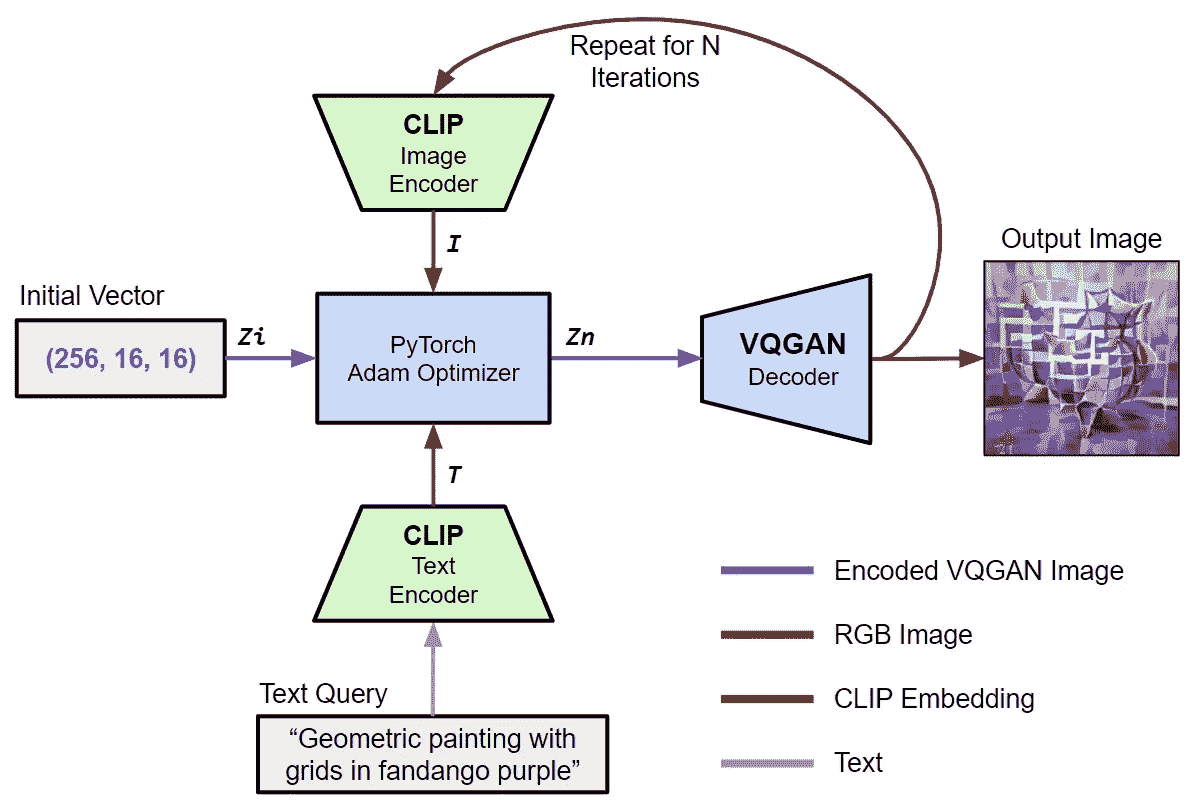 Repeat for N
Iterations
CLIP
Image
Encoder
I
Output Image
Initial Vector
(256, 16, 16)
Zi
PyTorch
Adam Optimizer
Zn
VQGAN
Decoder
T
CLIP
Text
Encoder
Text Query
“Geometric painting with
grids in fandango purple”
Encoded VQGAN Image
RGB Image
CLIP Embedding
Text